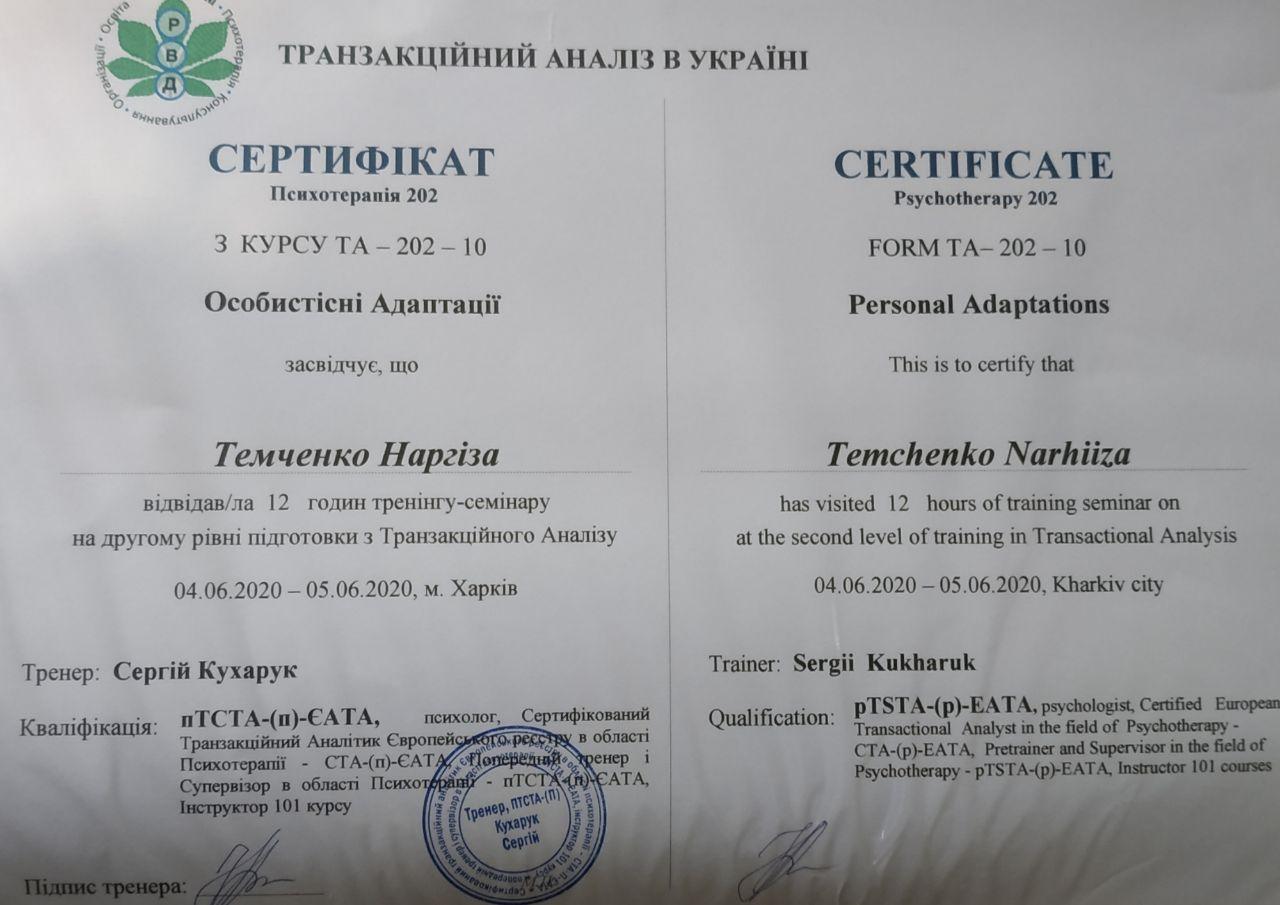 Організації • Освіта
Психотерапія • Консультування •
Р
В
Д
ТРАНЗАКЦІЙНИЙ АНАЛІЗ В УКРАЇНІ
СЕРТИФІКАТ
Психотерапія 202
З КУРСУ ТА – 202 – 10
Особистісні Адаптації
засвідчує, що
Темченко Наргіза
відвідав/ла 12 годин тренінгу-семінару
на другому рівні підготовки з Транзакційного Аналізу
04.06.2020 – 05.06.2020, м. Харків
Тренер: Сергій Кухарук
Кваліфікація: пТСТА-(п)-ЄАТА, психолог, Сертифікований
Транзакційний Аналітик Європейського реєстру в області
Психотерапії - СТА-(п)-ЄАТА, Попередній тренер і
Супервізор в області Психотерапії - пТСТА-(п)-ЄАТА,
Інструктор 101 курсу
Тренер, ПТСТА-(П)
Кухарук
Сергій
Підпис тренера:
CERTIFICATE
Psychotherapy 202
FORM TA– 202 – 10
Personal Adaptations
This is to certify that
Temchenko Narhiiza
has visited 12 hours of training seminar on
at the second level of training in Transactional Analysis
04.06.2020 – 05.06.2020, Kharkiv city
Trainer: Sergii Kukharuk
Qualification: pTSTA-(p)-EATA, psychologist, Certified European
Transactional Analyst in the field of Psychotherapy -
CTA-(p)-EATA, Pretrainer and Supervisor in the field of
Psychotherapy - pTSTA-(p)-EATA, Instructor 101 courses